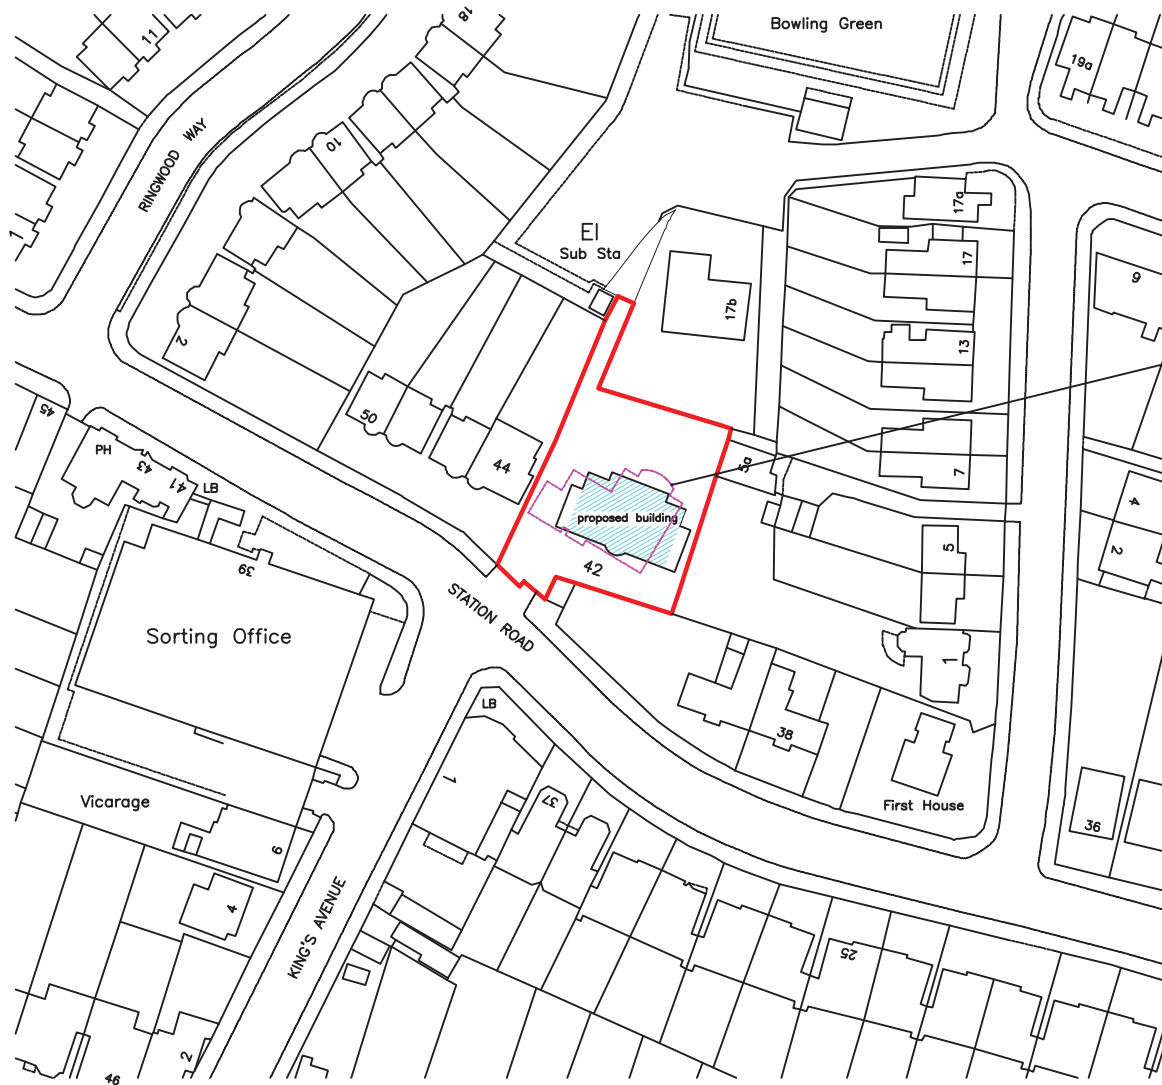 Bowling Green
18
11
19a
RINGWOOD WAY
10
17a
1
El
Sub Sta
17
9
17b
2
13
50
45
PH
43
44
41
LB
5a
7
4
proposed building
2
5
42
39
STATION ROAD
Sorting Office
1
LB
38
1
37
Vicarage
First House
36
6
4
KING'S AVENUE
25
2
46